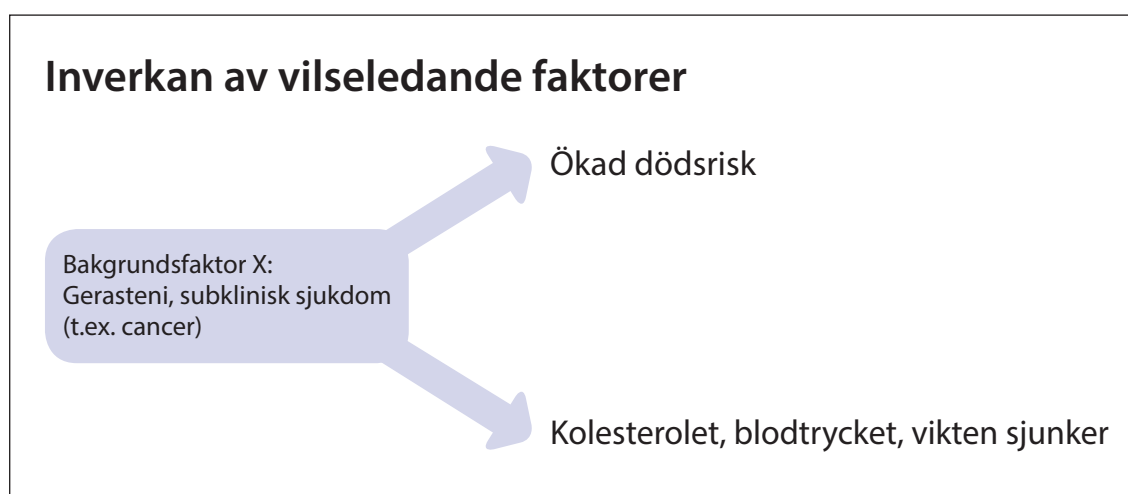 Inverkan av vilseledande faktorer
Ökad dödsrisk
Bakgrundsfaktor X:
Gerasteni, subklinisk sjukdom
(t.ex. cancer)
Kolesterolet, blodtrycket, vikten sjunker